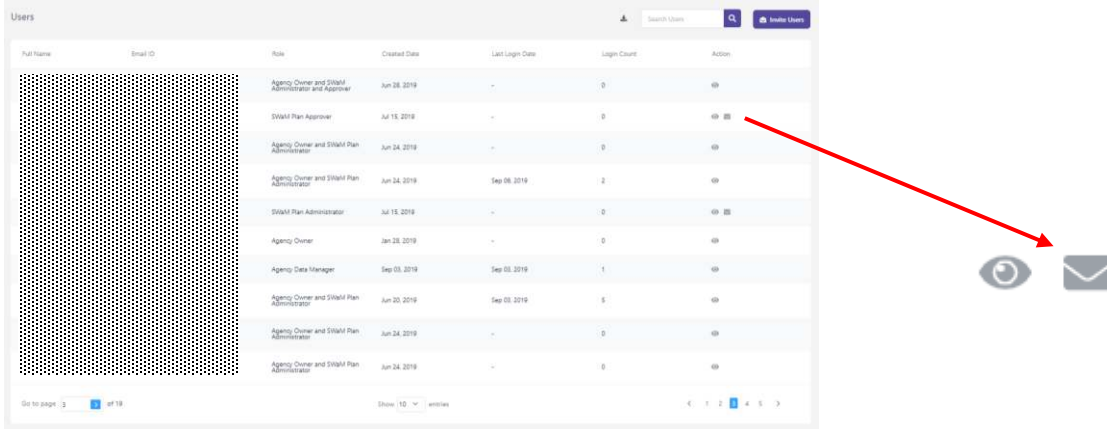 Users
Search Users
Invite Users
Full Name Email ID Role Created Date Last Login Date Login Count Action
Agency Owner and SWaM
Administrator and Approver
Jun 28, 2019 - 0
SWaM Plan Approver Jul 15, 2019 - 0
Agency Owner and SWaM Plan
Administrator
Jun 24, 2019 - 0
Agency Owner and SWaM Plan
Administrator
Jun 24, 2019 Sep 06, 2019 2
SWaM Plan Administrator Jul 15, 2019 - 0
Agency Owner Jan 28, 2019 - 0
Agency Data Manager Sep 03, 2019 Sep 03, 2019 1
Agency Owner and SWaM Plan
Administrator
Jun 20, 2019 Sep 03, 2019 5
Agency Owner and SWaM Plan
Administrator
Jun 24, 2019 - 0
Agency Owner and SWaM Plan
Administrator
Jun 24, 2019 - 0
Go to page 3 > of 19 Show 10 entries < 1 2 3 4 5 >